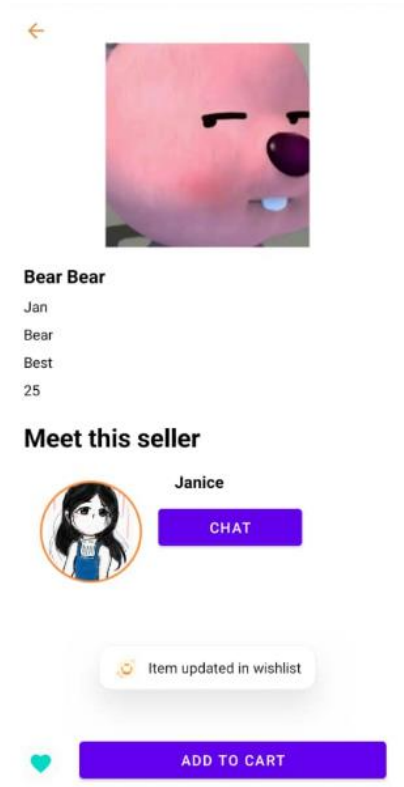 Bear Bear
Jan
Bear
Best
25
Meet this seller
Janice
CHAT
Item updated in wishlist
ADD TO CART